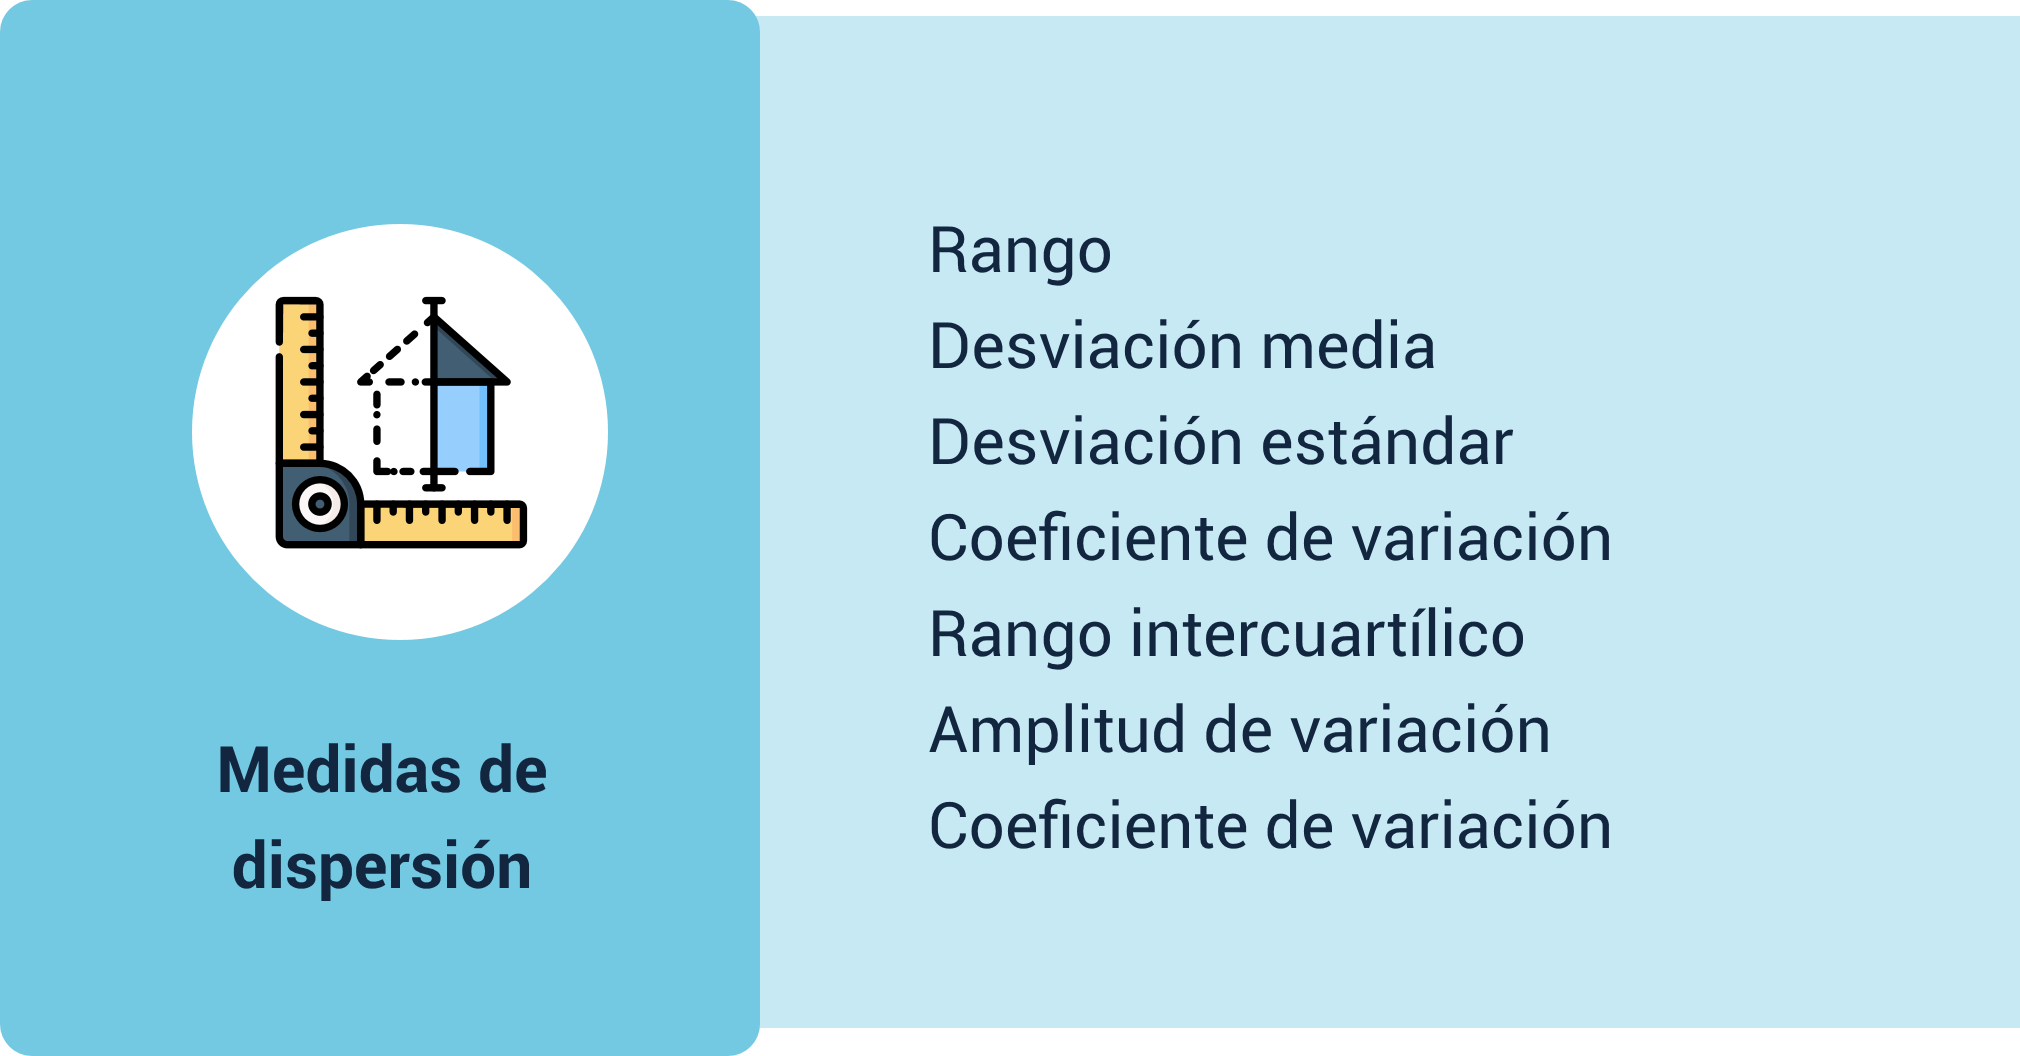 Medidas de
dispersión
Rango
Desviación media
Desviación estándar
Coeficiente de variación
Rango intercuartílico
Amplitud de variación
Coeficiente de variación